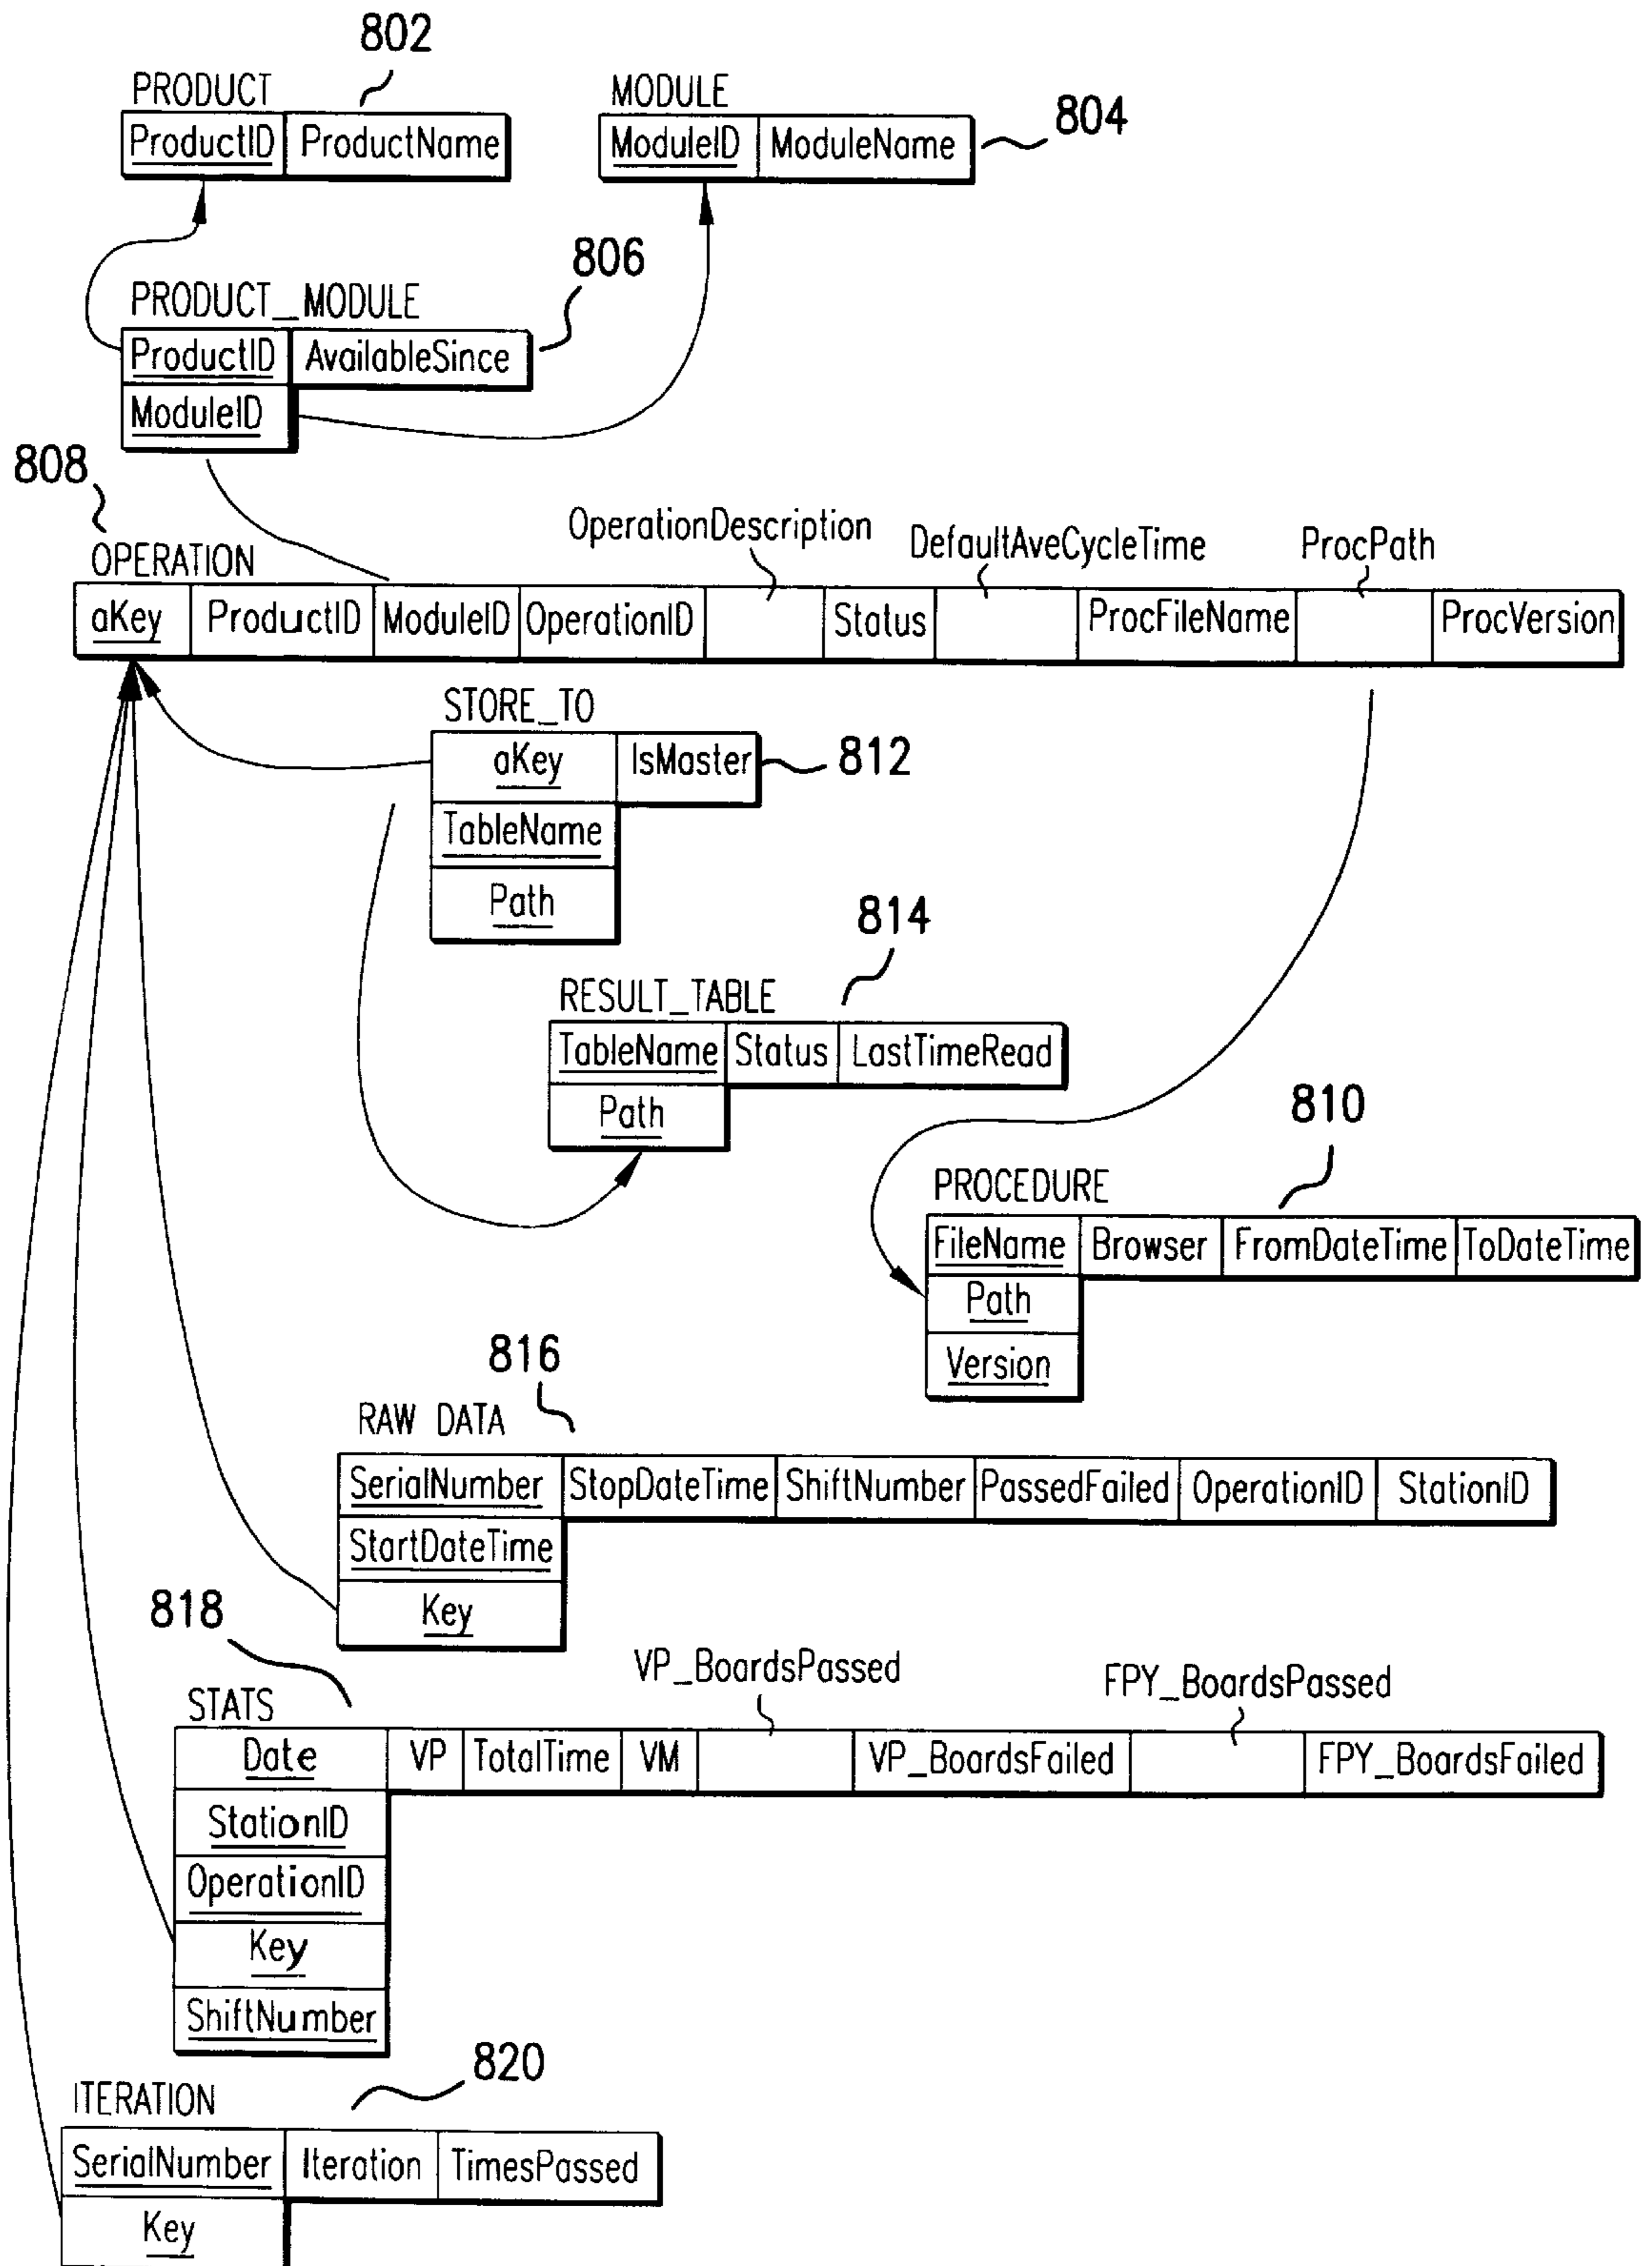 802
PRODUCT
ProductID ProductName
MODULE
ModuleID ModuleName
804
806
PRODUCT_MODULE
ProductID AvailableSince
ModuleID
808
OPERATION
OperationDescription
DefaultAveCycleTime
ProcPath
aKey ProductID ModuleID OperationID Status ProcFileName ProcVersion
STORE_TO
aKey IsMaster
812
TableName
Path
814
RESULT_TABLE
TableName Status LastTimeRead
Path
810
PROCEDURE
FileName Browser FromDateTime ToDateTime
Path
Version
816
RAW DATA
SerialNumber StopDateTime ShiftNumber PassedFailed OperationID StationID
StartDateTime
Key
818
STATS
VP_BoardsPassed
FPY_BoardsPassed
Date VP TotalTime VM VP_BoardsFailed FPY_BoardsFailed
StationID
OperationID
Key
ShiftNumber
820
ITERATION
SerialNumber Iteration TimesPassed
Key